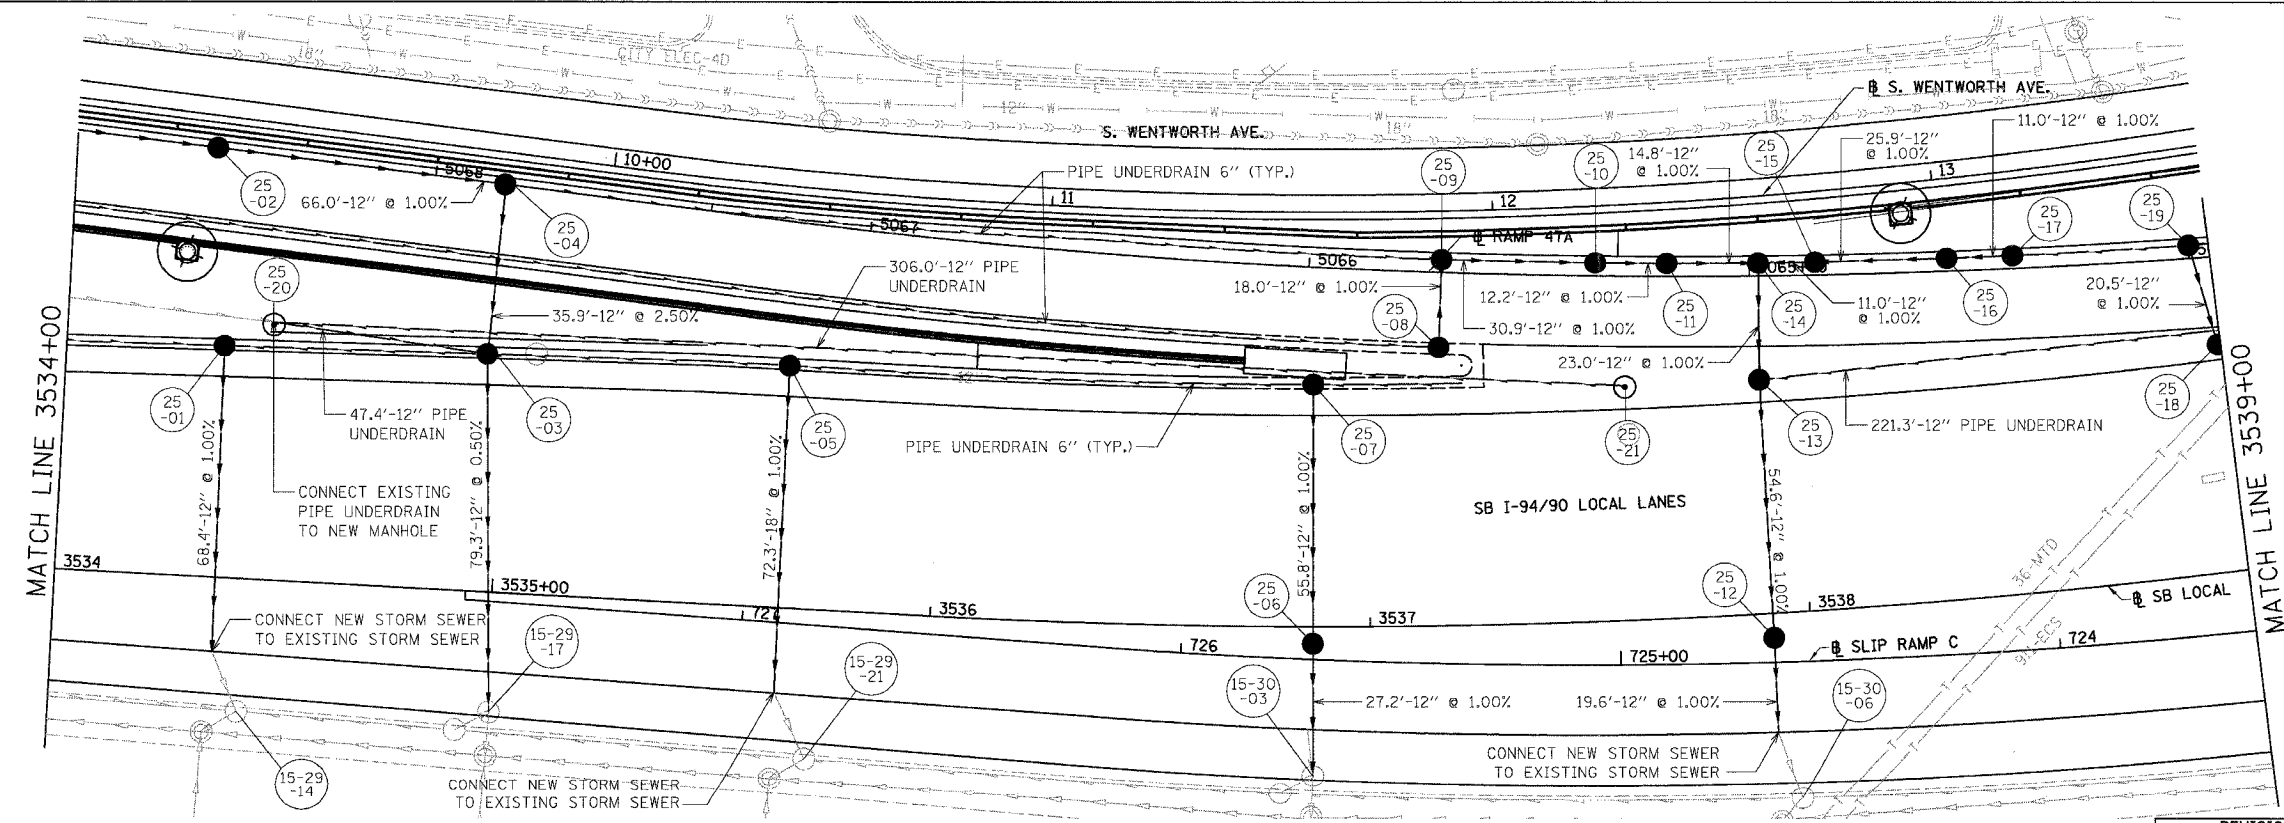 18"
CITY ELEC-4D
12"
18"
18"
S. WENTWORTH AVE.
℄ S. WENTWORTH AVE.
11.0'-12" @ 1.00%
25.9'-12"
@ 1.00%
14.8'-12"
@ 1.00%
25
-15
25
-10
25
-09
25
-02
10+00
5068
66.0'-12" @ 1.00%
PIPE UNDERDRAIN 6" (TYP.)
11
12
13
25
-04
5067
25
-17
25
-19
℄ RAMP 47A
5066
25
-20
306.0'-12" PIPE
UNDERDRAIN
18.0'-12" @ 1.00%
12.2'-12" @ 1.00%
25
-11
25
-14
11.0'-12"
@ 1.00%
25
-16
20.5'-12"
@ 1.00%
35.9'-12" @ 2.50%
25
-08
30.9'-12" @ 1.00%
23.0'-12" @ 1.00%
MATCH LINE 3534+00
MATCH LINE 3539+00
25
-01
47.4'-12" PIPE
UNDERDRAIN
25
-03
25
-05
PIPE UNDERDRAIN 6" (TYP.)
25
-07
25
-21
25
-13
221.3'-12" PIPE UNDERDRAIN
25
-18
68.4'-12" @ 1.00%
79.3'-12" @ 0.50%
72.3'-18" @ 1.00%
55.8'-12" @ 1.00%
54.6'-12" @ 1.00%
CONNECT EXISTING
PIPE UNDERDRAIN
TO NEW MANHOLE
SB I-94/90 LOCAL LANES
36-MTD
3534
3535+00
3536
3537
3538
25
-06
25
-12
℄ SB LOCAL
727
726
725+00
724
℄ SLIP RAMP C
CONNECT NEW STORM SEWER
TO EXISTING STORM SEWER
15-29
-17
15-29
-21
15-30
-03
27.2'-12" @ 1.00%
19.6'-12" @ 1.00%
15-30
-06
15-29
-14
CONNECT NEW STORM SEWER
TO EXISTING STORM SEWER
CONNECT NEW STORM SEWER
TO EXISTING STORM SEWER